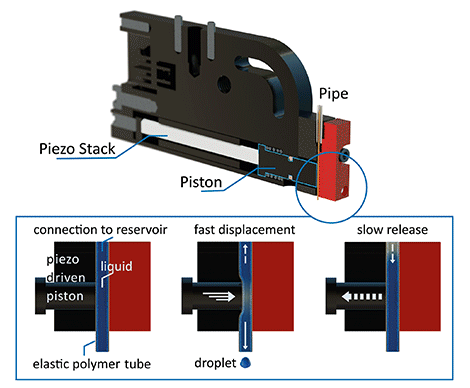 Pipe
Piezo Stack
Piston
connection to reservoir
fast displacement
slow release
piezo
driven
piston
liquid
elastic polymer tube
droplet